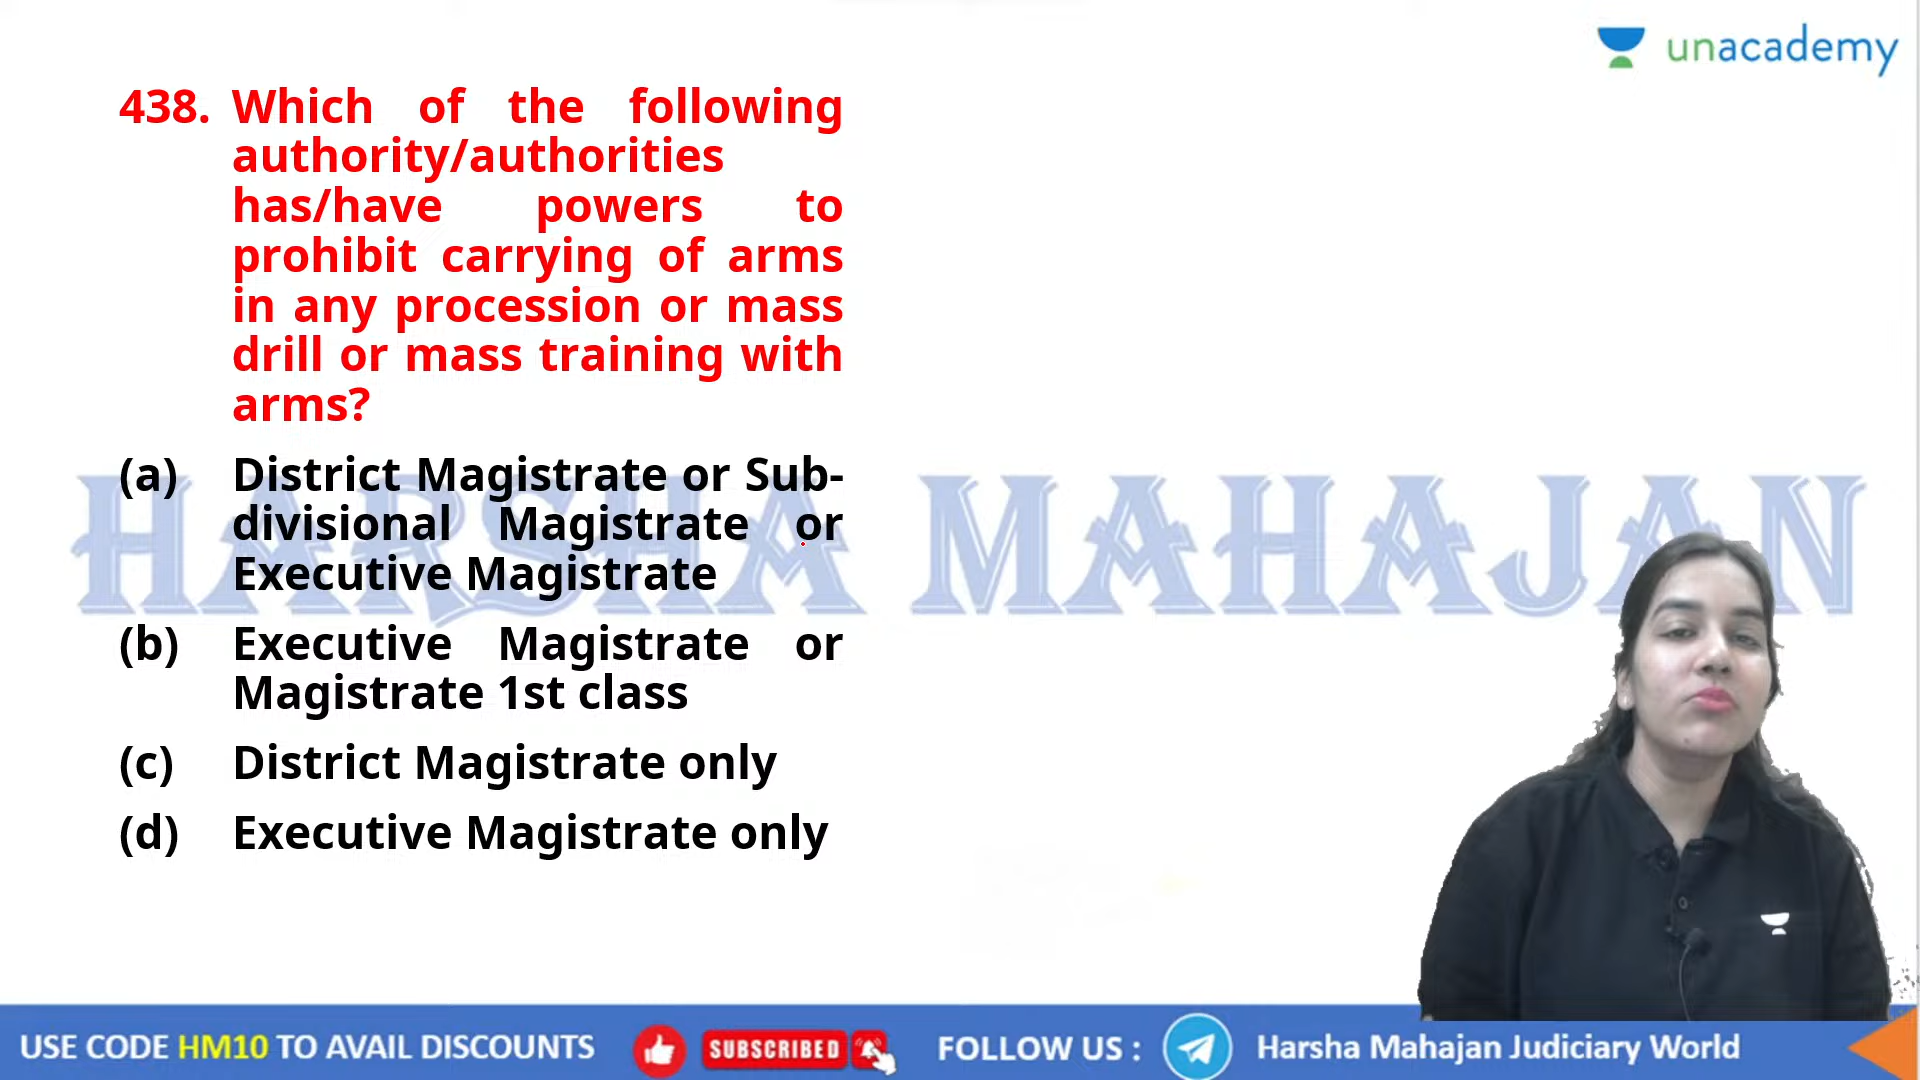 unacademy
438. Which of the following
authority/authorities
has/have powers to
prohibit carrying of arms
in any procession or mass
drill or mass training with
arms?
(a) District Magistrate or Sub-
divisional Magistrate or
Executive Magistrate
(b) Executive Magistrate or
Magistrate 1st class
(c) District Magistrate only
(d) Executive Magistrate only
HARSHA MAHAJAN
USE CODE HM10 TO AVAIL DISCOUNTS SUBSCRIBED FOLLOW US : Harsha Mahajan Judiciary World